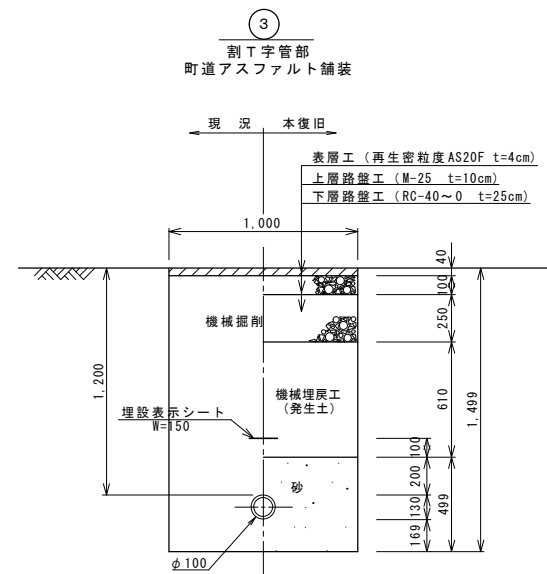 3
割T字管部
町道アスファルト舗装
現 況 本復旧
表層工(再生密粒度AS20F t=4cm)
上層路盤工(M-25 t=10cm)
下層路盤工(RC-40~0 t=25cm)
1,000
40
100
250
機械掘削
1,200
610
1,499
機械埋戻工
(発生土)
埋設表示シート
W=150
100
200
砂
130
499
169
φ100